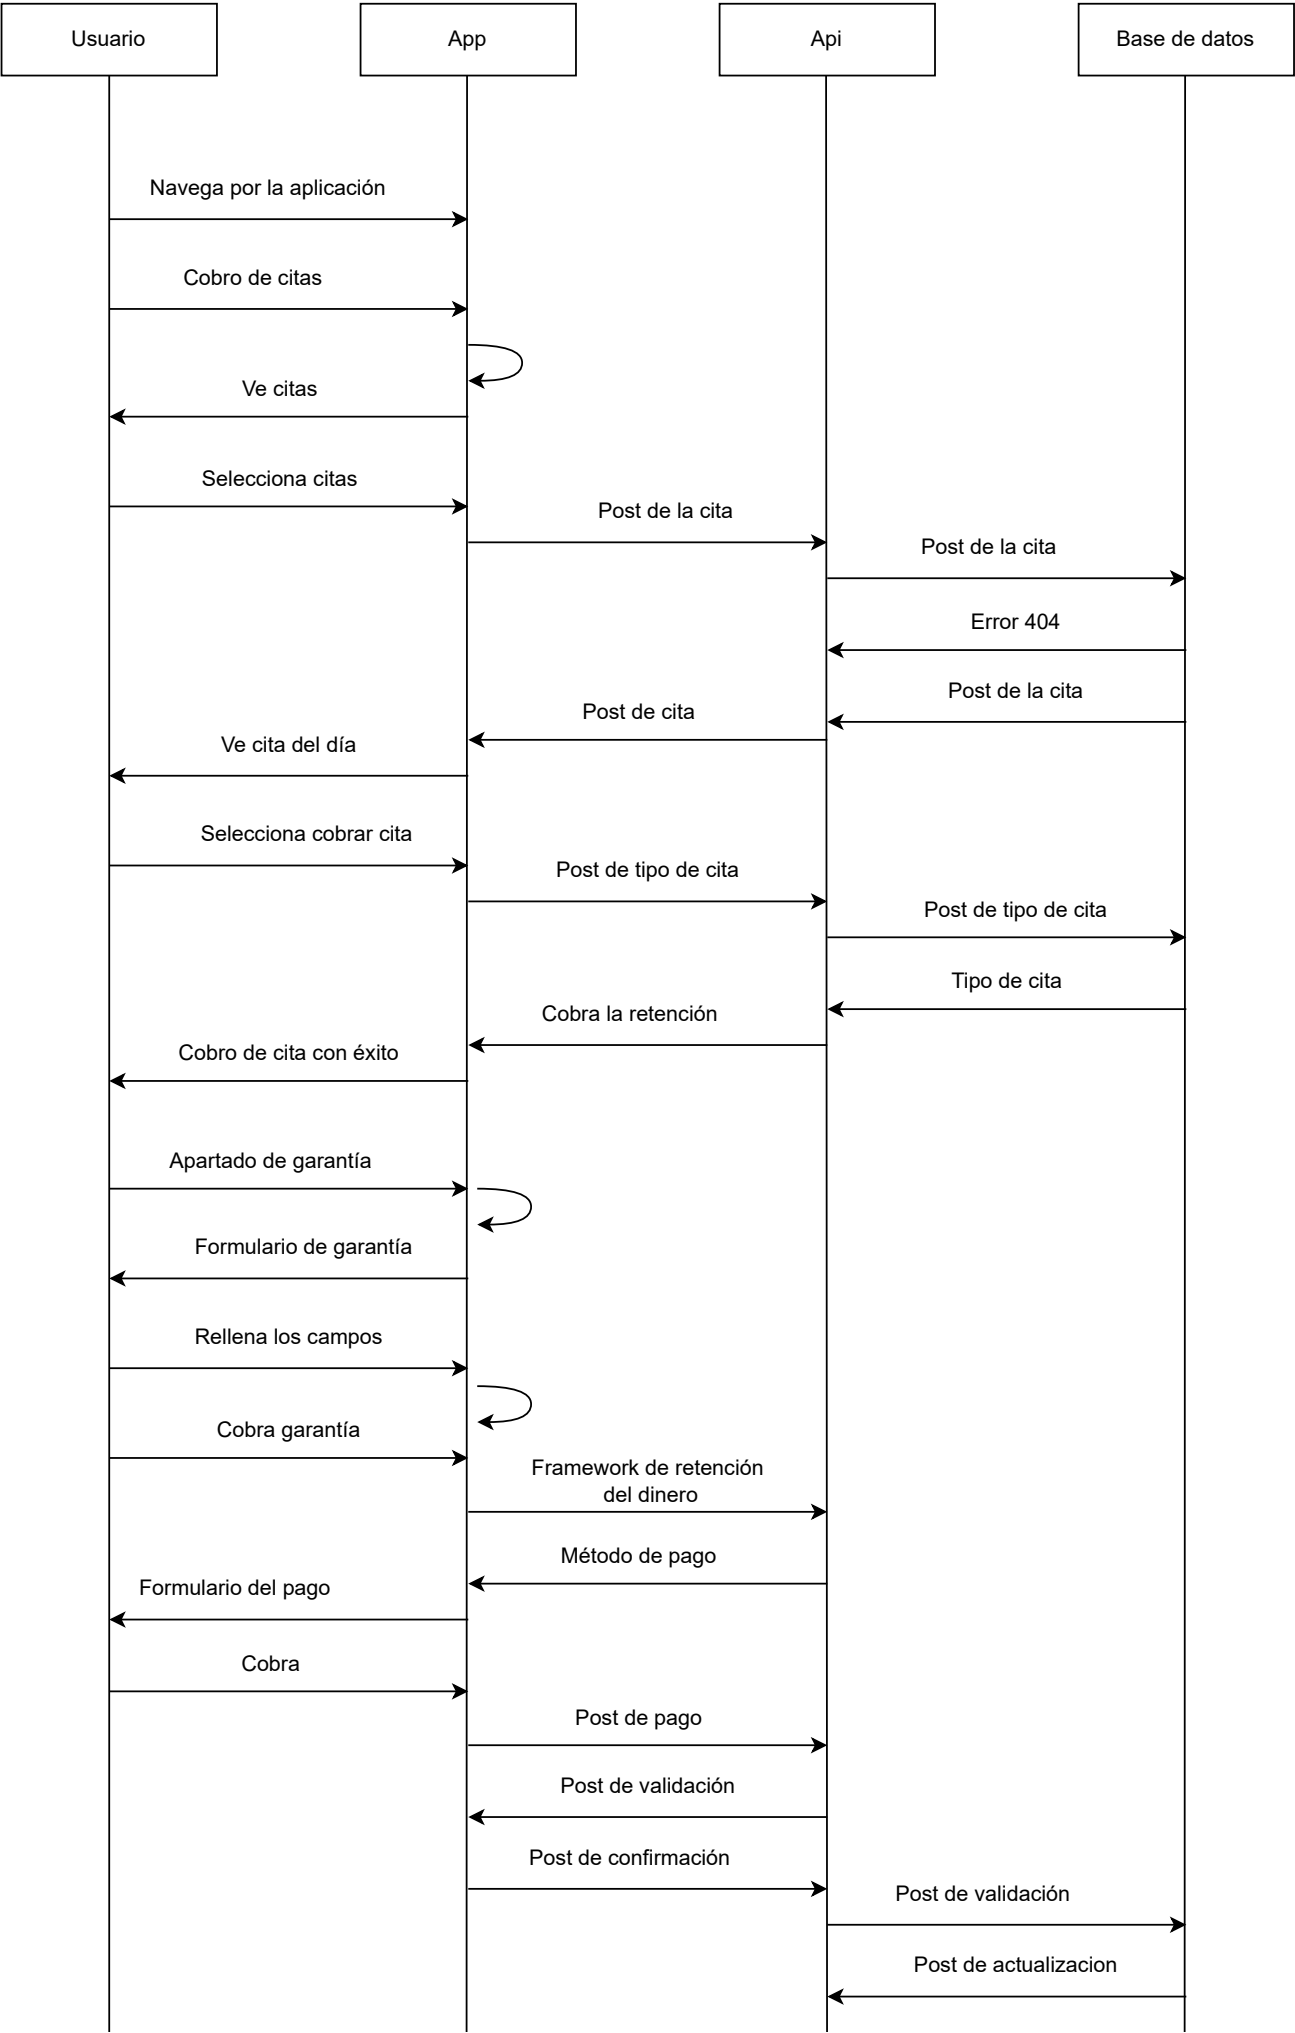 Usuario
App
Api
Base de datos
Navega por la aplicación
Cobro de citas
Ve citas
Selecciona citas
Post de la cita
Post de la cita
Error 404
Post de la cita
Post de cita
Ve cita del día
Selecciona cobrar cita
Post de tipo de cita
Post de tipo de cita
Tipo de cita
Cobra la retención
Cobro de cita con éxito
Apartado de garantía
Formulario de garantía
Rellena los campos
Cobra garantía
Framework de retención
del dinero
Método de pago
Formulario del pago
Cobra
Post de pago
Post de validación
Post de confirmación
Post de validación
Post de actualizacion